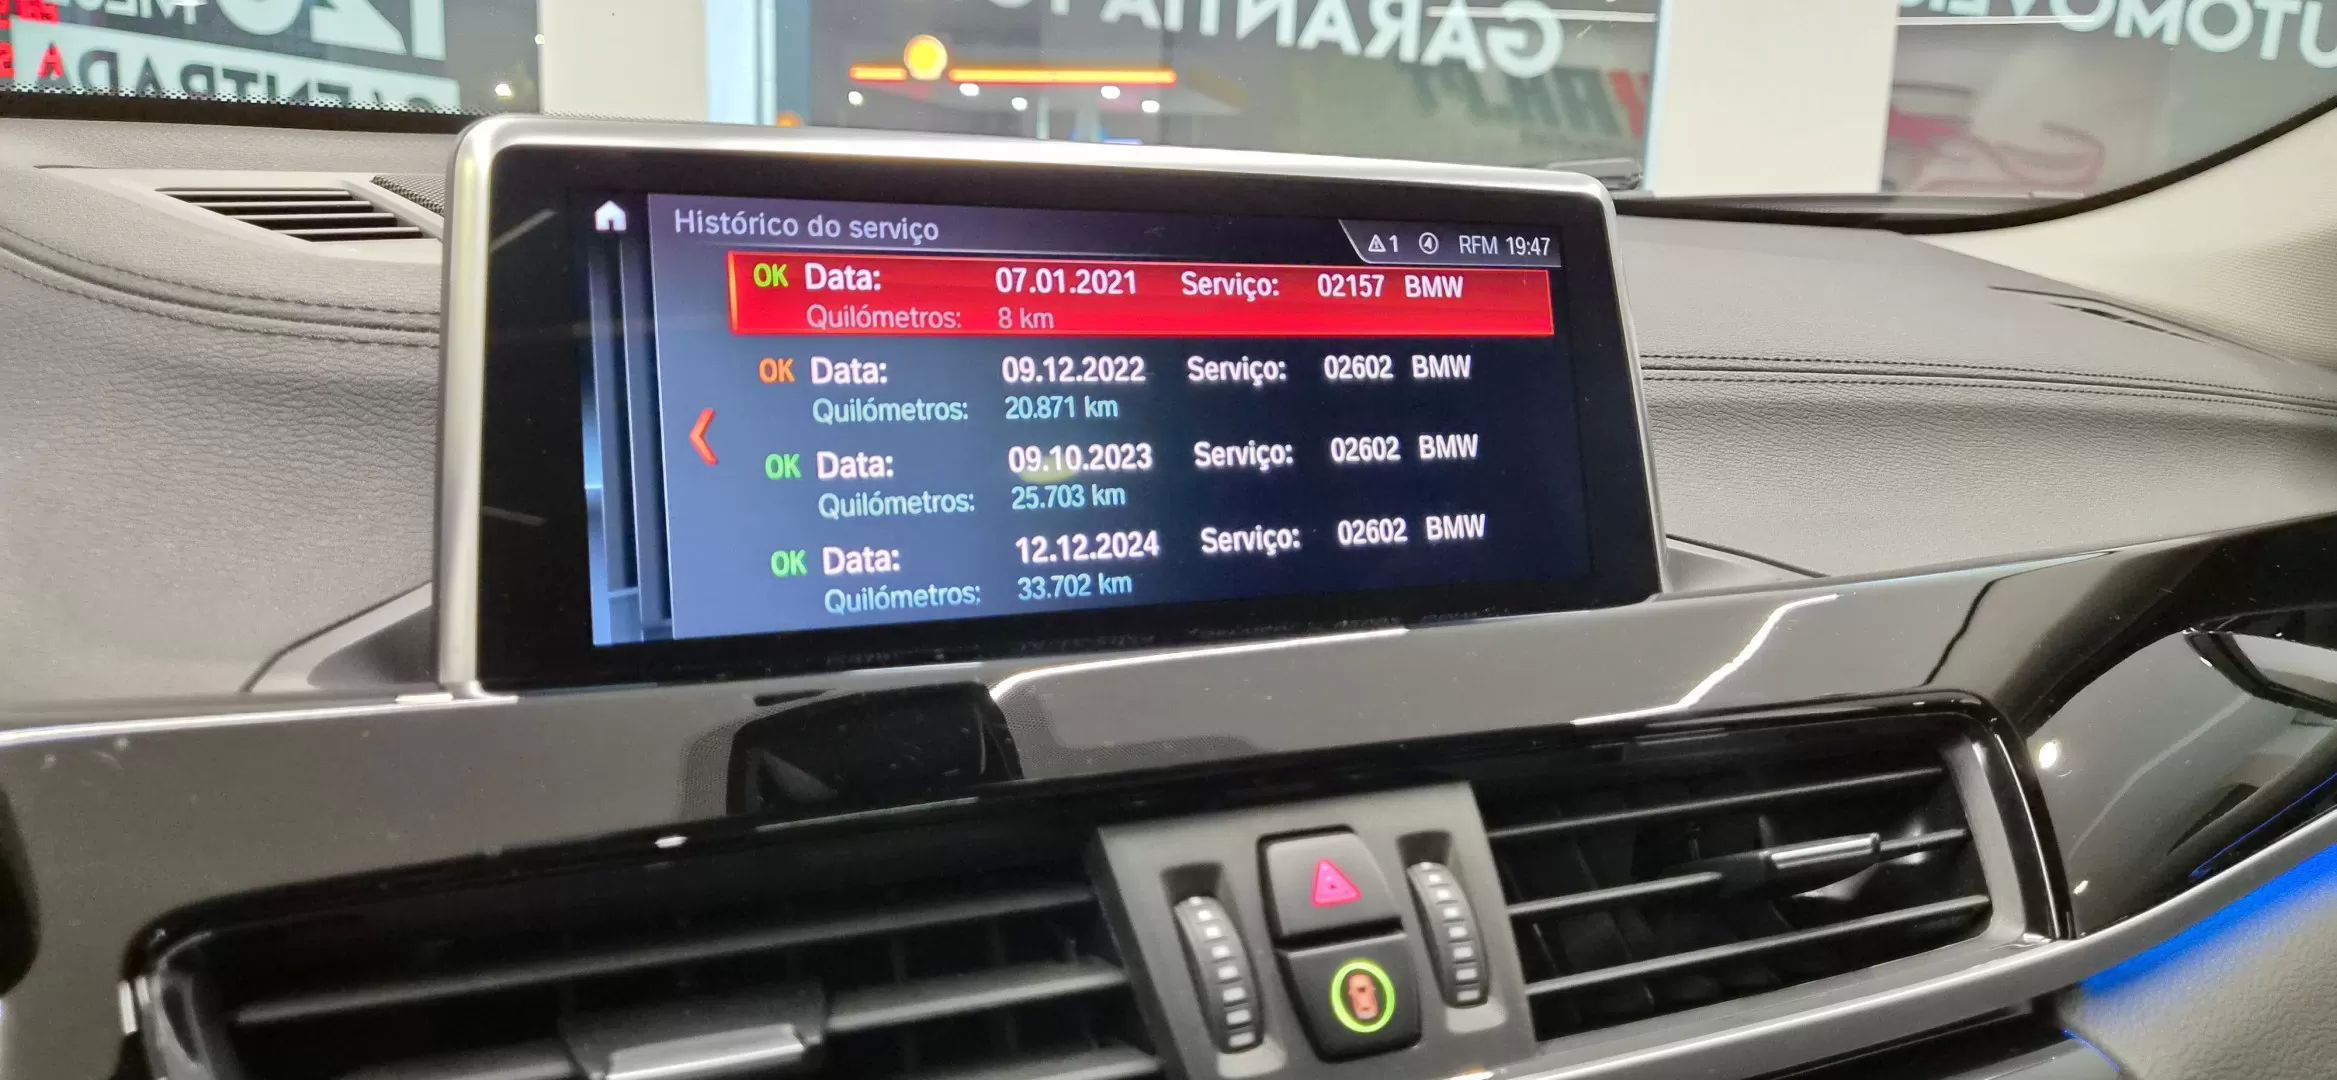 GARANTIA
Histórico do serviço
1 4 RFM 19:47
OK Data: 07.01.2021 Serviço: 02157 BMW
Quilómetros: 8 km
OK Data: 09.12.2022 Serviço: 02602 BMW
Quilómetros: 20.871 km
OK Data: 09.10.2023 Serviço: 02602 BMW
Quilómetros: 25.703 km
OK Data: 12.12.2024 Serviço: 02602 BMW
Quilómetros: 33.702 km